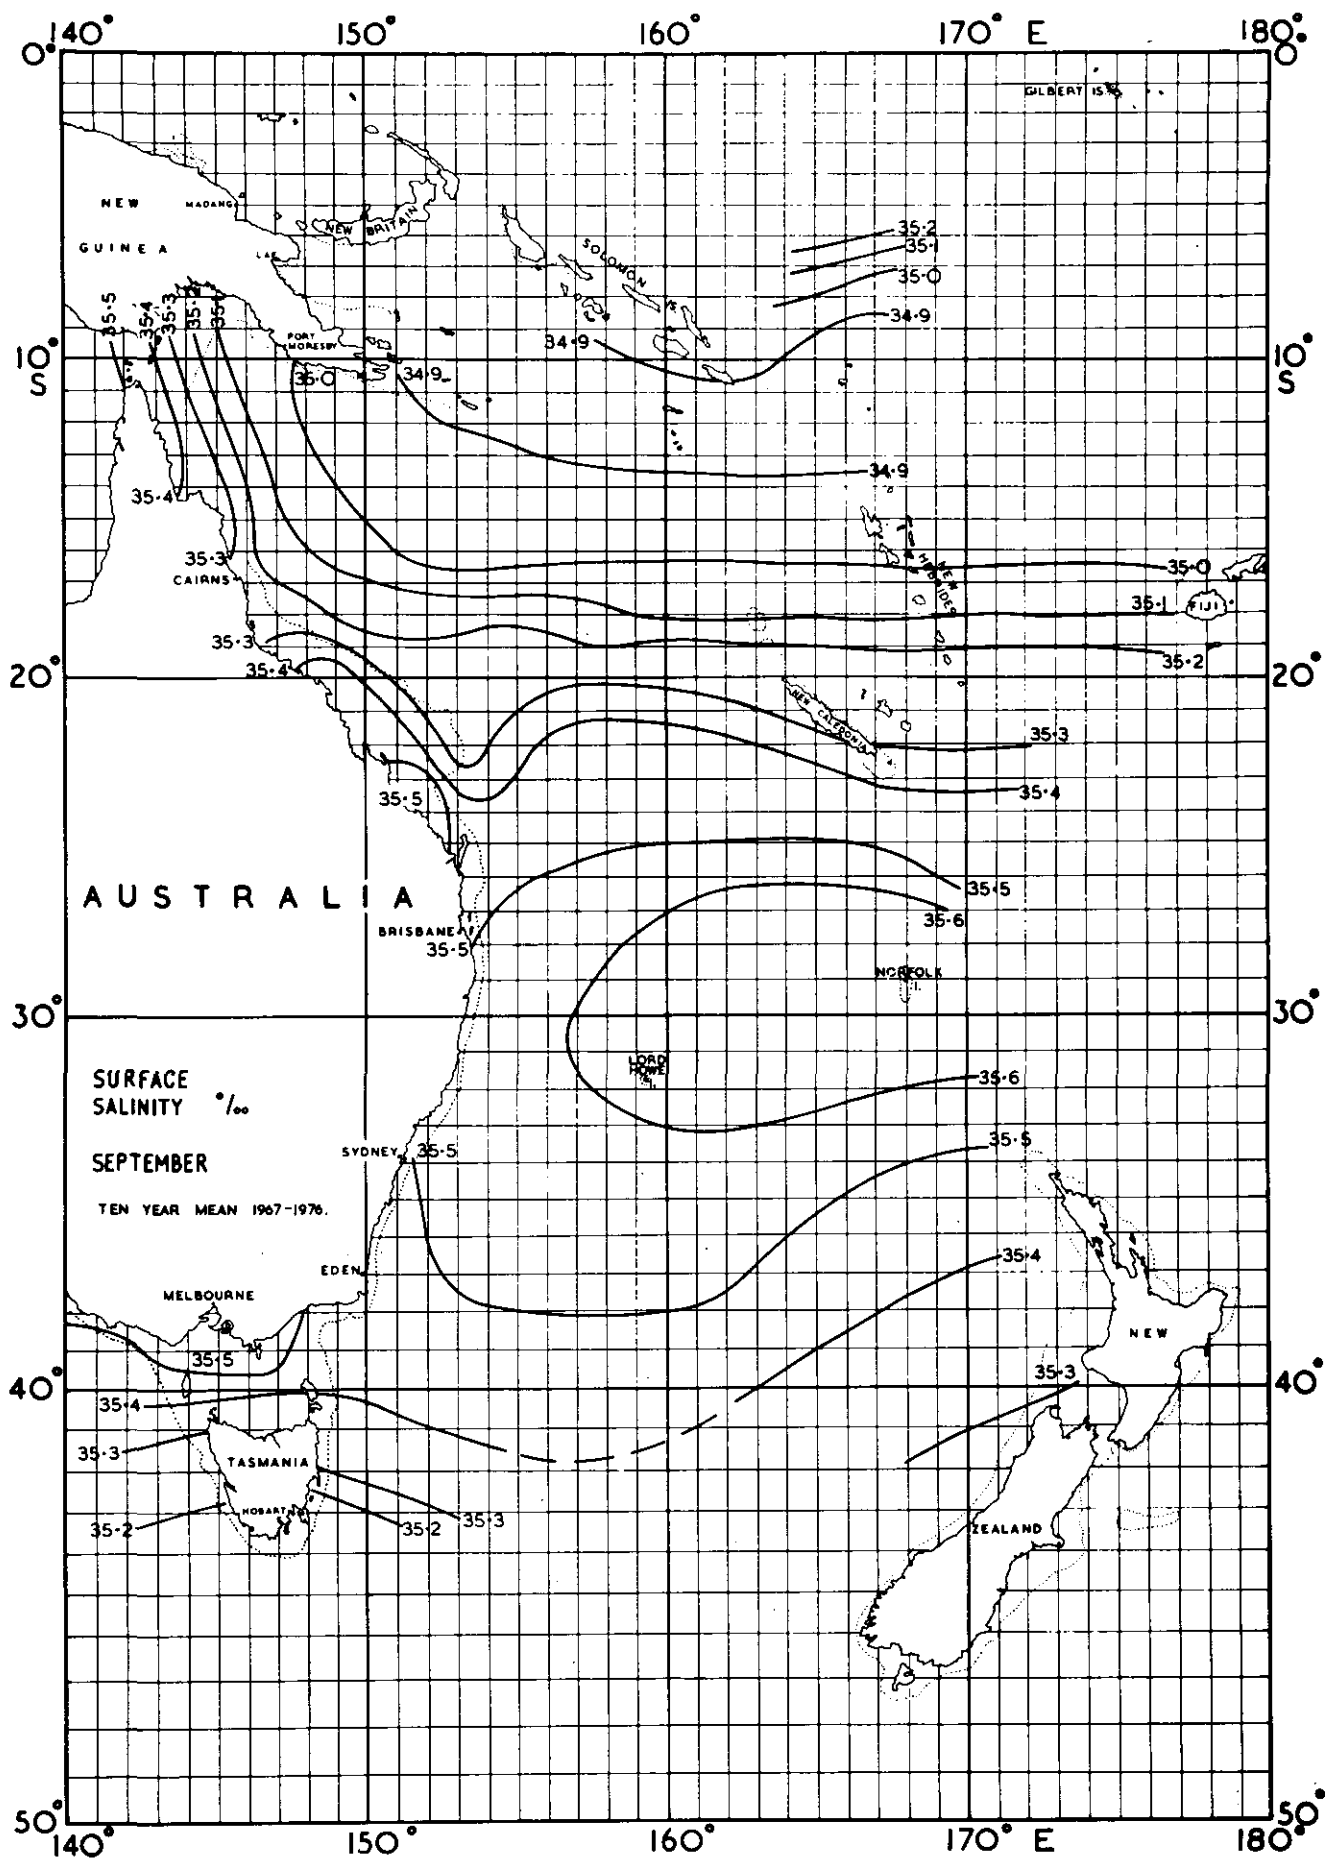 140° 150° 160° 170° E 180°
0° 0°
GILBERT IS
NEW MADANG
NEW BRITAIN
GUINEA LAE
SOLOMON
35·2
35·1
35·0
35·5 35·4 35·3 35·2 35·1
34·9
34·9
PORT
MORESBY
10° 10°
S S
35·0 34·9
34·9
35·4
35·3
CAIRNS
NEW
HEBRIDES
35·0
35·1 FIJI
35·3
35·2
35·4
20° 20°
NEW CALEDONIA
35·3
35·4
35·5
35·5
AUSTRALIA
35·6
BRISBANE
35·5
NORFOLK
I.
30° 30°
LORD
HOWE
I.
SURFACE
SALINITY °/oo
35·6
35·5
SYDNEY 35·5
SEPTEMBER
TEN YEAR MEAN 1967-1976.
35·4
EDEN
MELBOURNE
NEW
35·5
35·3
40° 40°
35·4
35·3
TASMANIA
HOBART
35·2 35·2 35·3
ZEALAND
50° 50°
140° 150° 160° 170° E 180°